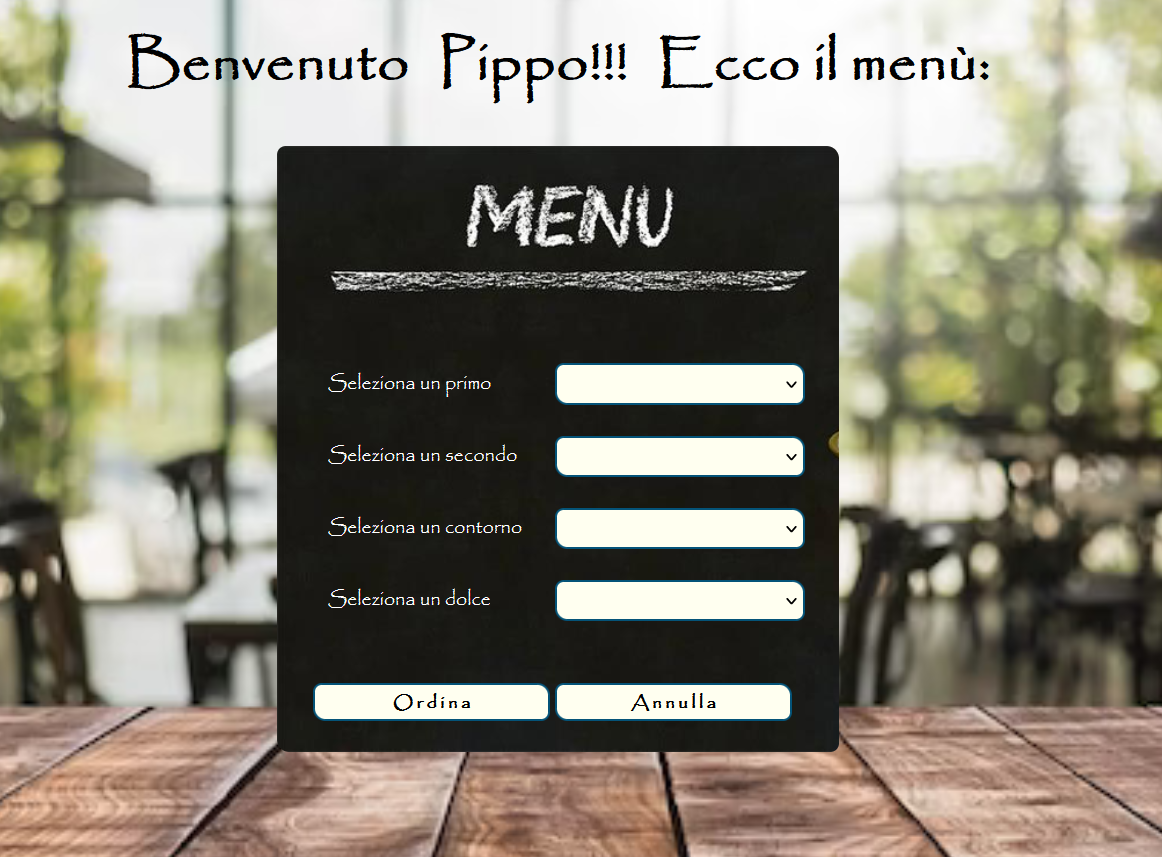 Benvenuto Pippo!!! Ecco il menù:
MENU
Seleziona un primo
Seleziona un secondo
Seleziona un contorno
Seleziona un dolce
Ordina Annulla